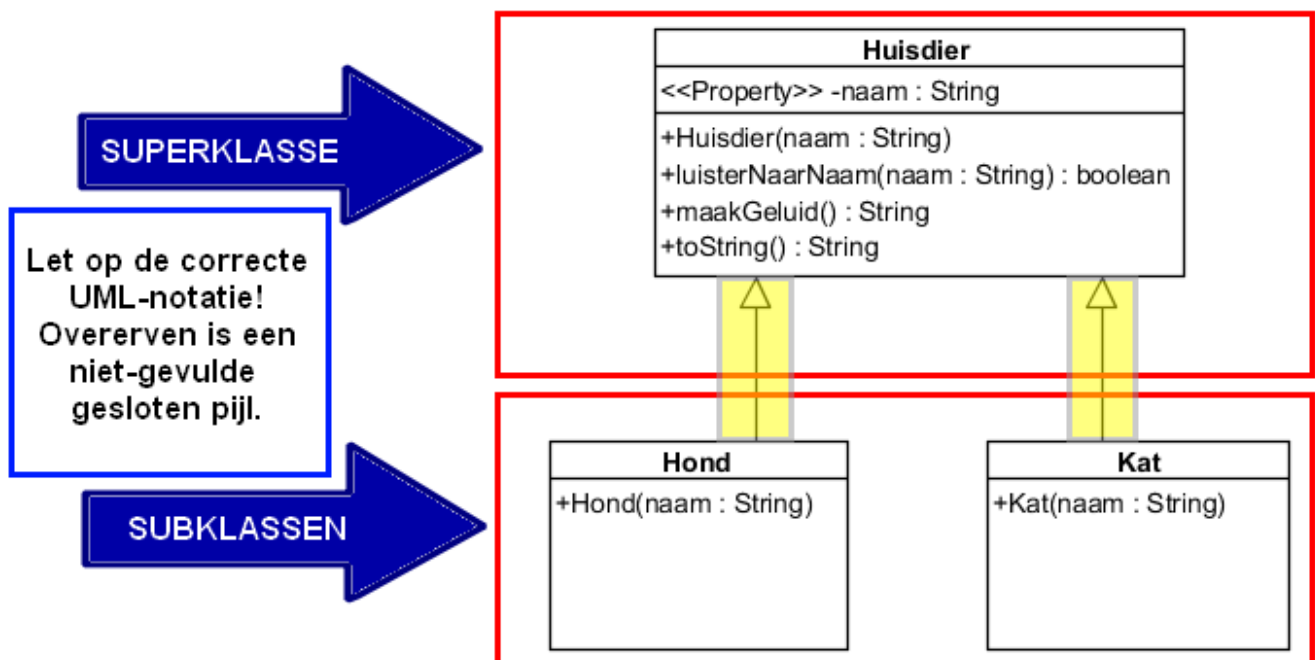 SUPERKLASSE
Let op de correcte
UML-notatie!
Overerven is een
niet-gevulde
gesloten pijl.
SUBKLASSEN
Huisdier
<<Property>> -naam : String
+Huisdier(naam : String)
+luisterNaarNaam(naam : String) : boolean
+maakGeluid() : String
+toString() : String
Hond
+Hond(naam : String)
Kat
+Kat(naam : String)